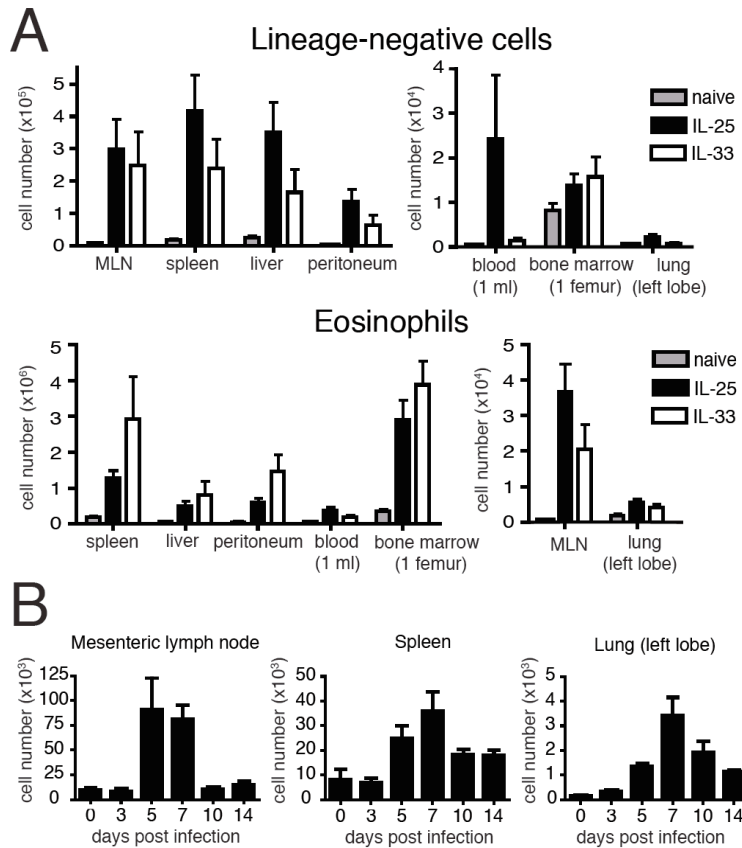 A
Lineage-negative cells
cell number (x10⁵)
5
4
3
2
1
0
MLN spleen liver peritoneum
cell number (x10⁴)
4
3
2
1
0
blood (1 ml)
bone marrow (1 femur)
lung (left lobe)
naive
IL-25
IL-33
Eosinophils
cell number (x10⁶)
5
4
3
2
1
0
spleen liver peritoneum
blood (1 ml)
bone marrow (1 femur)
cell number (x10⁴)
5
4
3
2
1
0
MLN
lung (left lobe)
naive
IL-25
IL-33
B
Mesenteric lymph node
cell number (x10³)
125
100
75
50
25
0
0 3 5 7 10 14
days post infection
Spleen
cell number (x10³)
50
40
30
20
10
0
0 3 5 7 10 14
days post infection
Lung (left lobe)
cell number (x10³)
5
4
3
2
1
0
0 3 5 7 10 14
days post infection